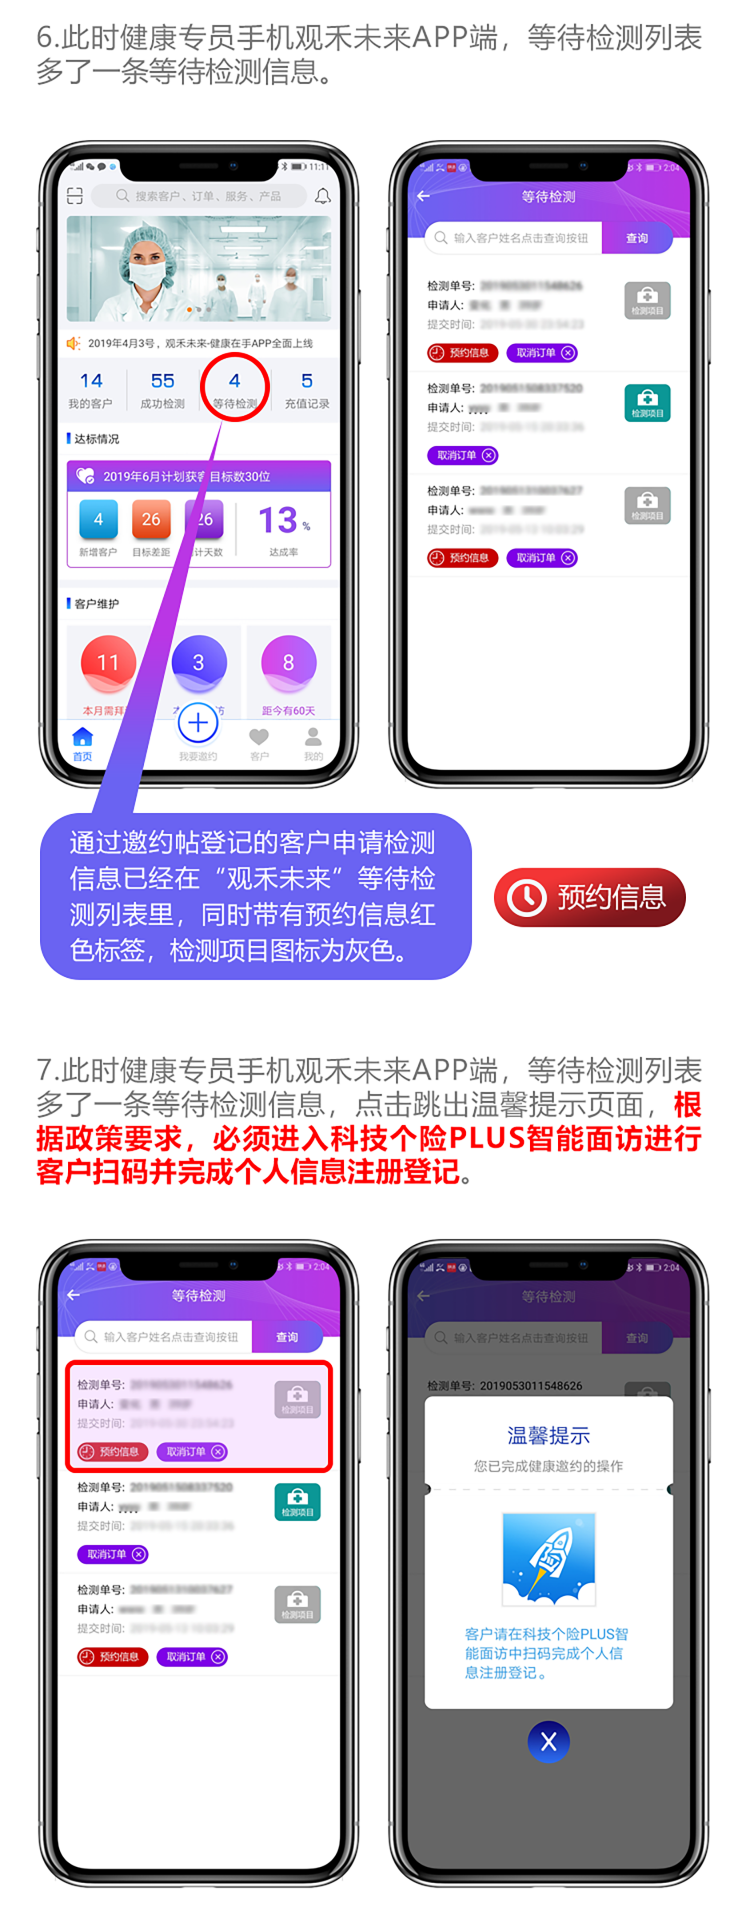 6.此时健康专员手机观禾未来APP端，等待检测列表
多了一条等待检测信息。
11:11
搜索客户、订单、服务、产品
2019年4月3号，观禾未来-健康在手APP全面上线
14 55 4 5
我的客户 成功检测 等待检测 充值记录
达标情况
2019年6月计划获客目标数30位
4 26 26 13 %
新增客户 目标差距 计天数 达成率
客户维护
11 3 8
本月需拜 访 距今有60天
首页 我要邀约 客户 我的
2:04
等待检测
输入客户姓名点击查询按钮 查询
检测单号:
申请人:
检测项目
提交时间:
预约信息 取消订单
检测单号:
申请人:
检测项目
提交时间:
取消订单
检测单号:
申请人:
检测项目
提交时间:
预约信息 取消订单
通过邀约帖登记的客户申请检测
信息已经在“观禾未来”等待检
测列表里，同时带有预约信息红
色标签，检测项目图标为灰色。
预约信息
7.此时健康专员手机观禾未来APP端，等待检测列表
多了一条等待检测信息，点击跳出温馨提示页面，根
据政策要求，必须进入科技个险PLUS智能面访进行
客户扫码并完成个人信息注册登记。
2:04
等待检测
输入客户姓名点击查询按钮 查询
检测单号:
申请人:
检测项目
提交时间:
预约信息 取消订单
检测单号:
申请人:
检测项目
提交时间:
取消订单
检测单号:
申请人:
检测项目
提交时间:
预约信息 取消订单
2:04
等待检测
输入客户姓名点击查询按钮 查询
检测单号: 2019053011548626
温馨提示
您已完成健康邀约的操作
客户请在科技个险PLUS智
能面访中扫码完成个人信
息注册登记。
X